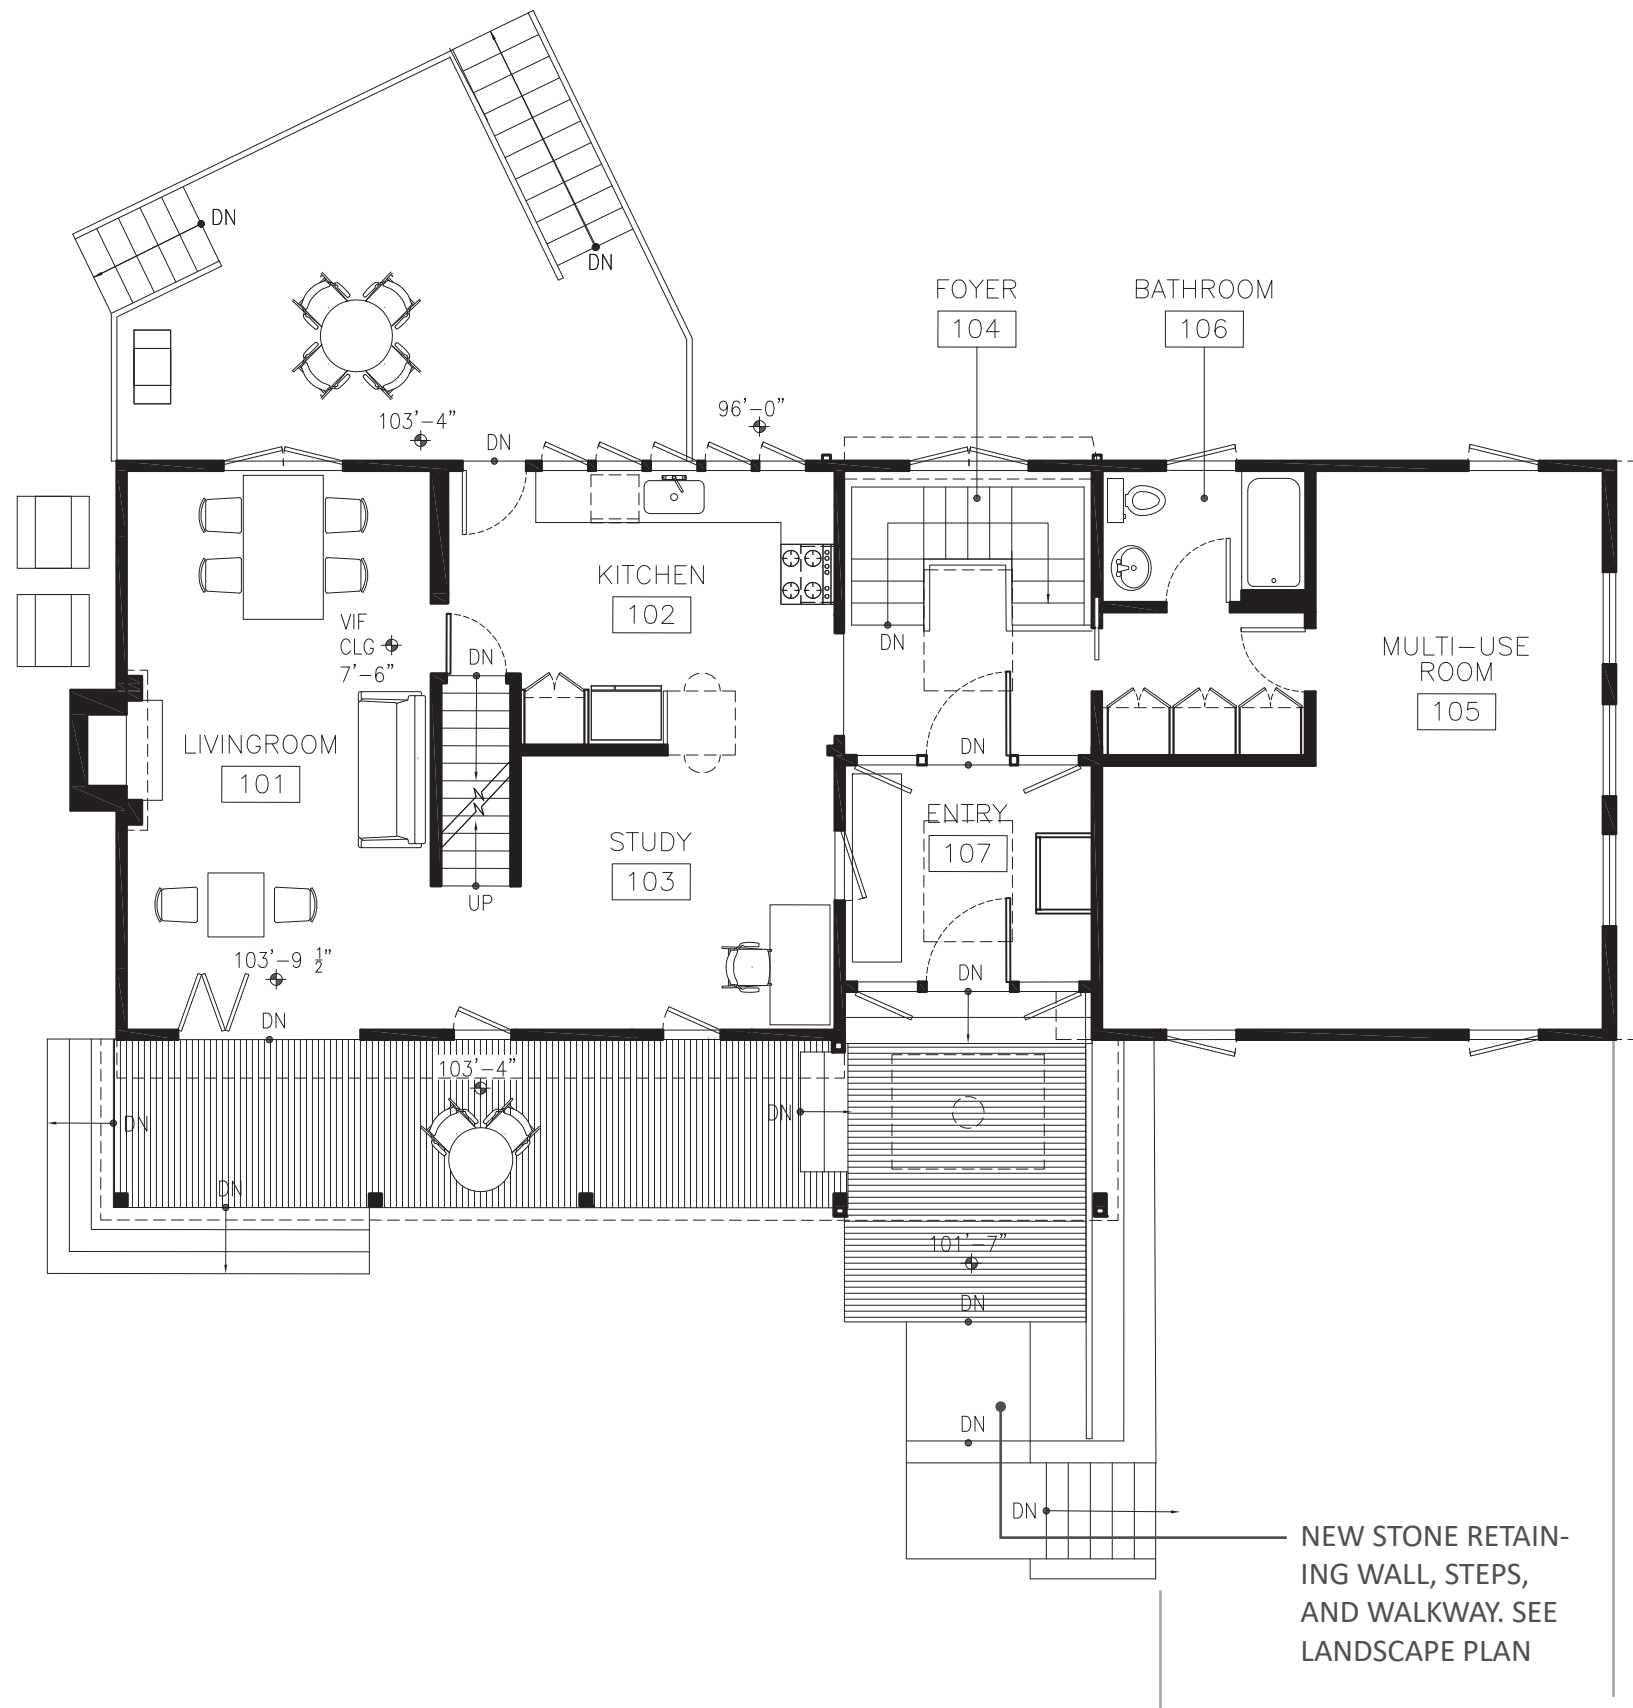 DN
DN
FOYER
104
BATHROOM
106
103'-4"
96'-0"
DN
KITCHEN
102
VIF
CLG
7'-6"
DN
DN
MULTI-USE
ROOM
105
LIVINGROOM
101
DN
ENTRY
107
STUDY
103
UP
103'-9 1/2"
DN
DN
103'-4"
DN
DN
DN
101'-7"
DN
DN
DN
NEW STONE RETAIN-
ING WALL, STEPS,
AND WALKWAY. SEE
LANDSCAPE PLAN